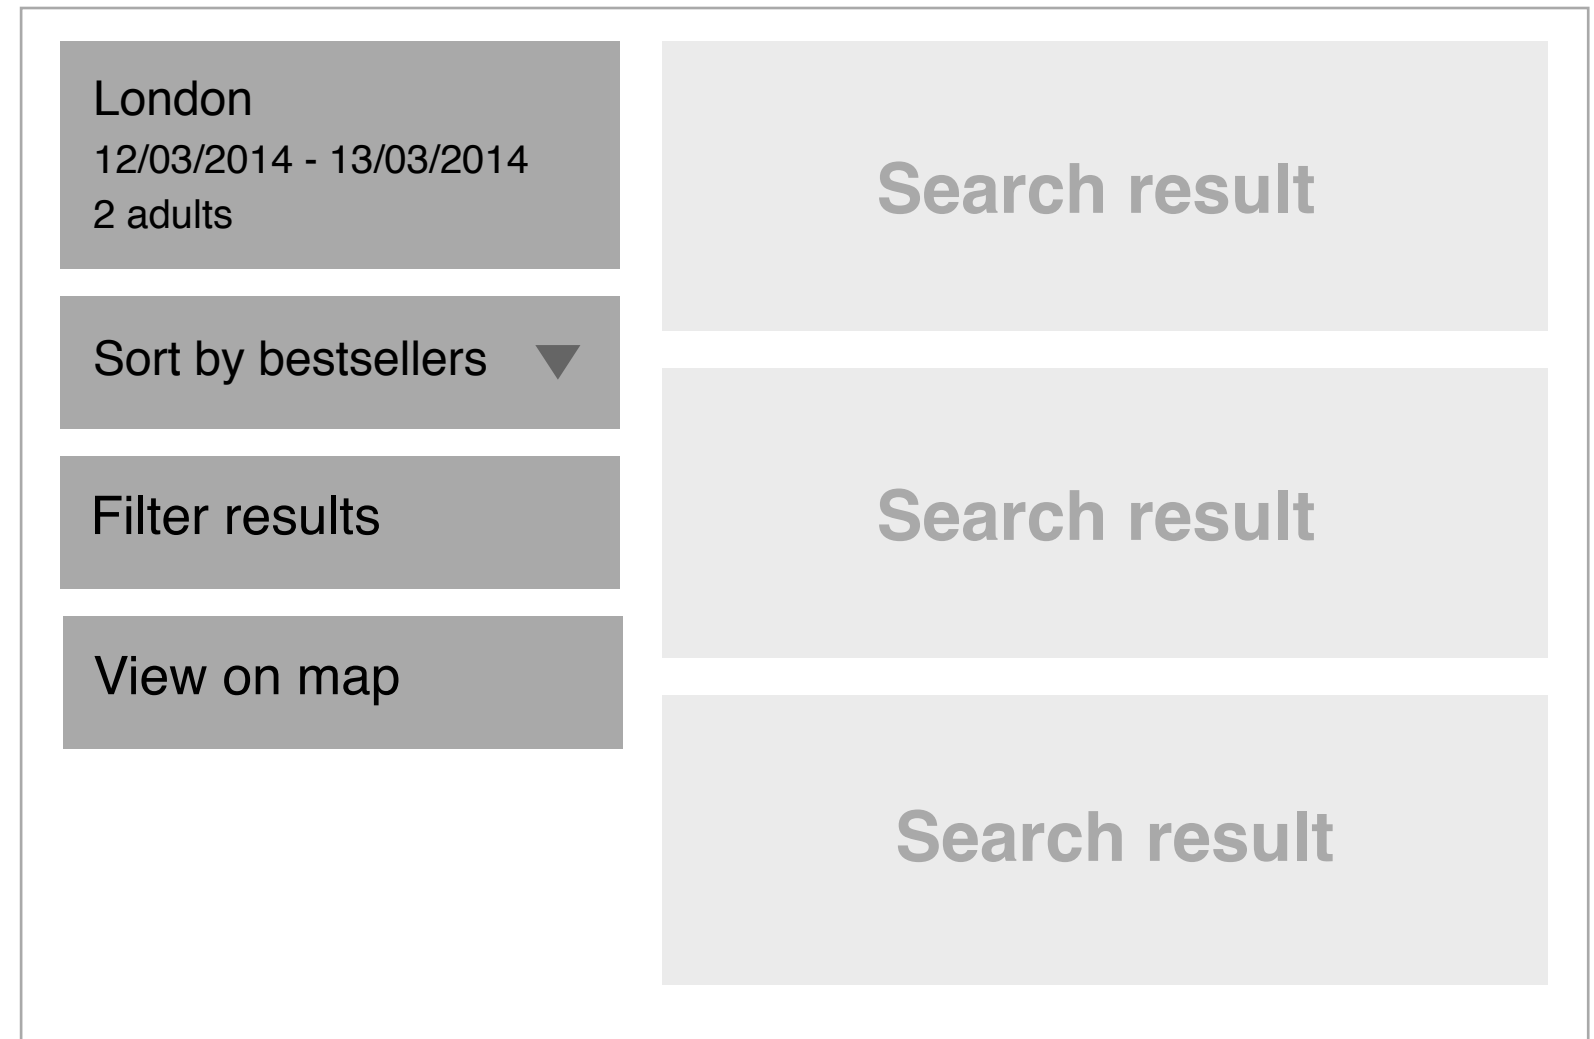 London
12/03/2014 - 13/03/2014
2 adults
Sort by bestsellers
Filter results
View on map
Search result
Search result
Search result